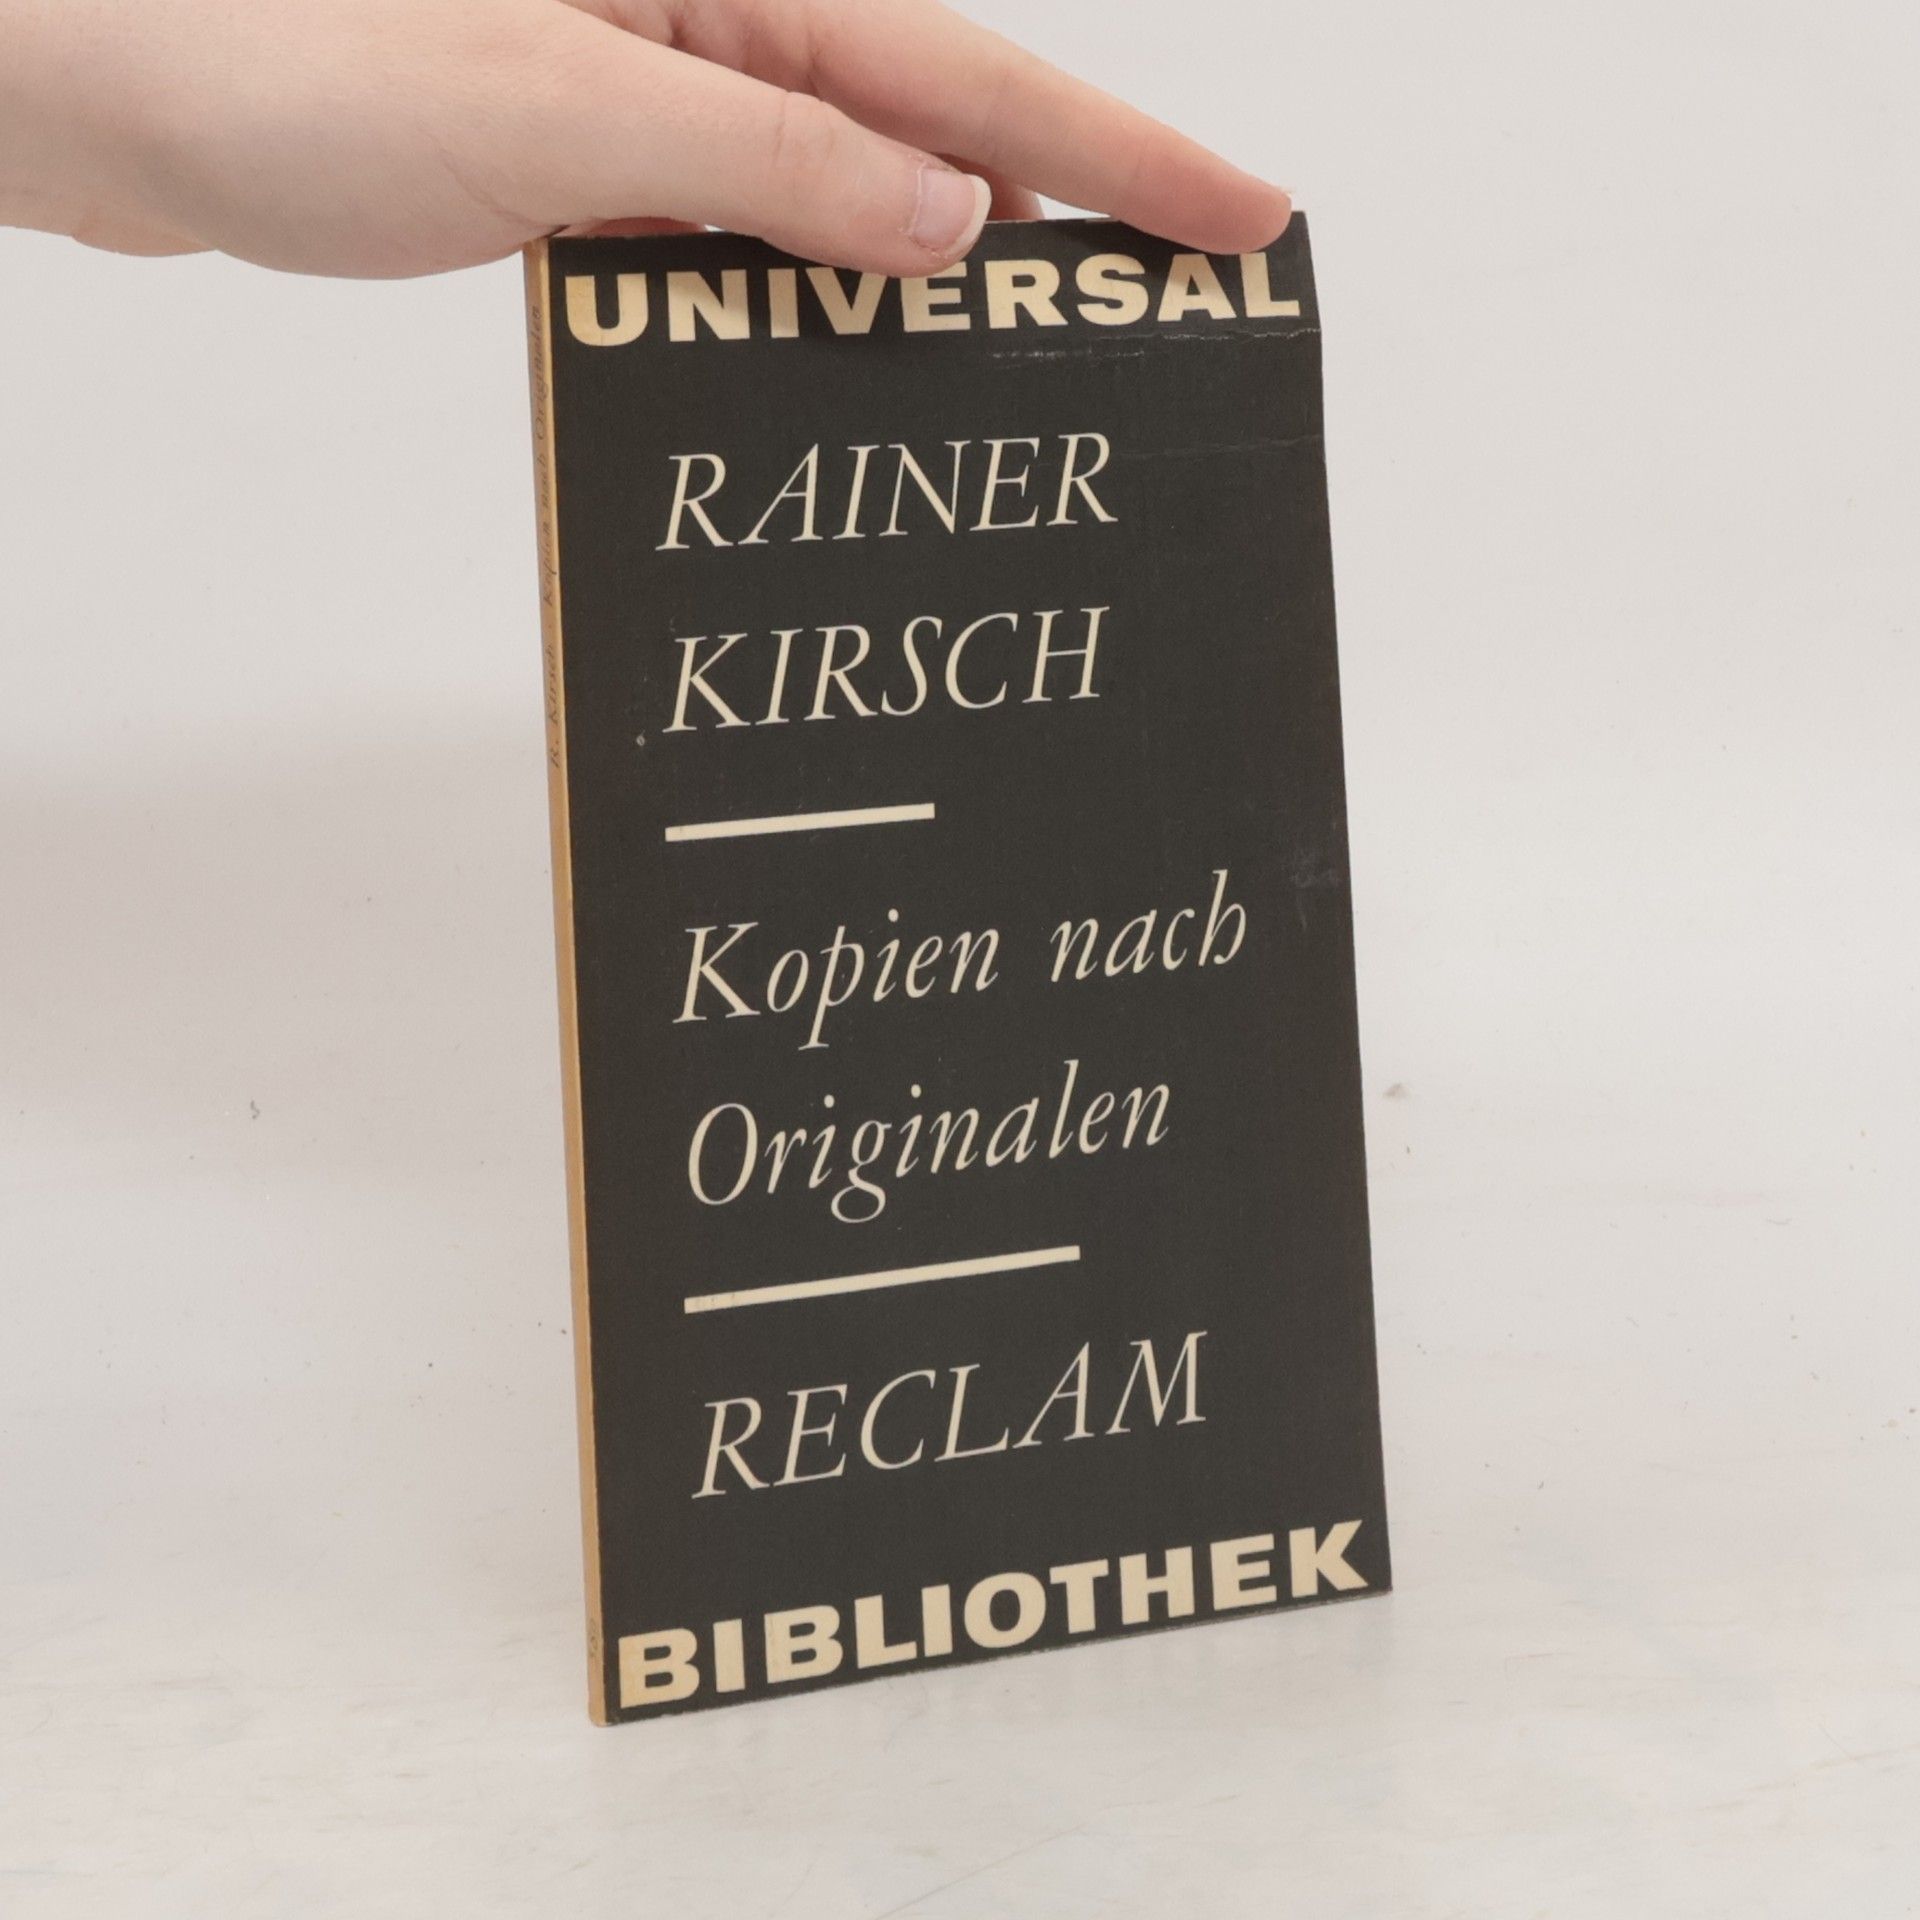 UNIVERSAL
RAINER
KIRSCH
Kopien nach
Originalen
RECLAM
BIBLIOTHEK
R. Kirsch · Kopien nach Originalen